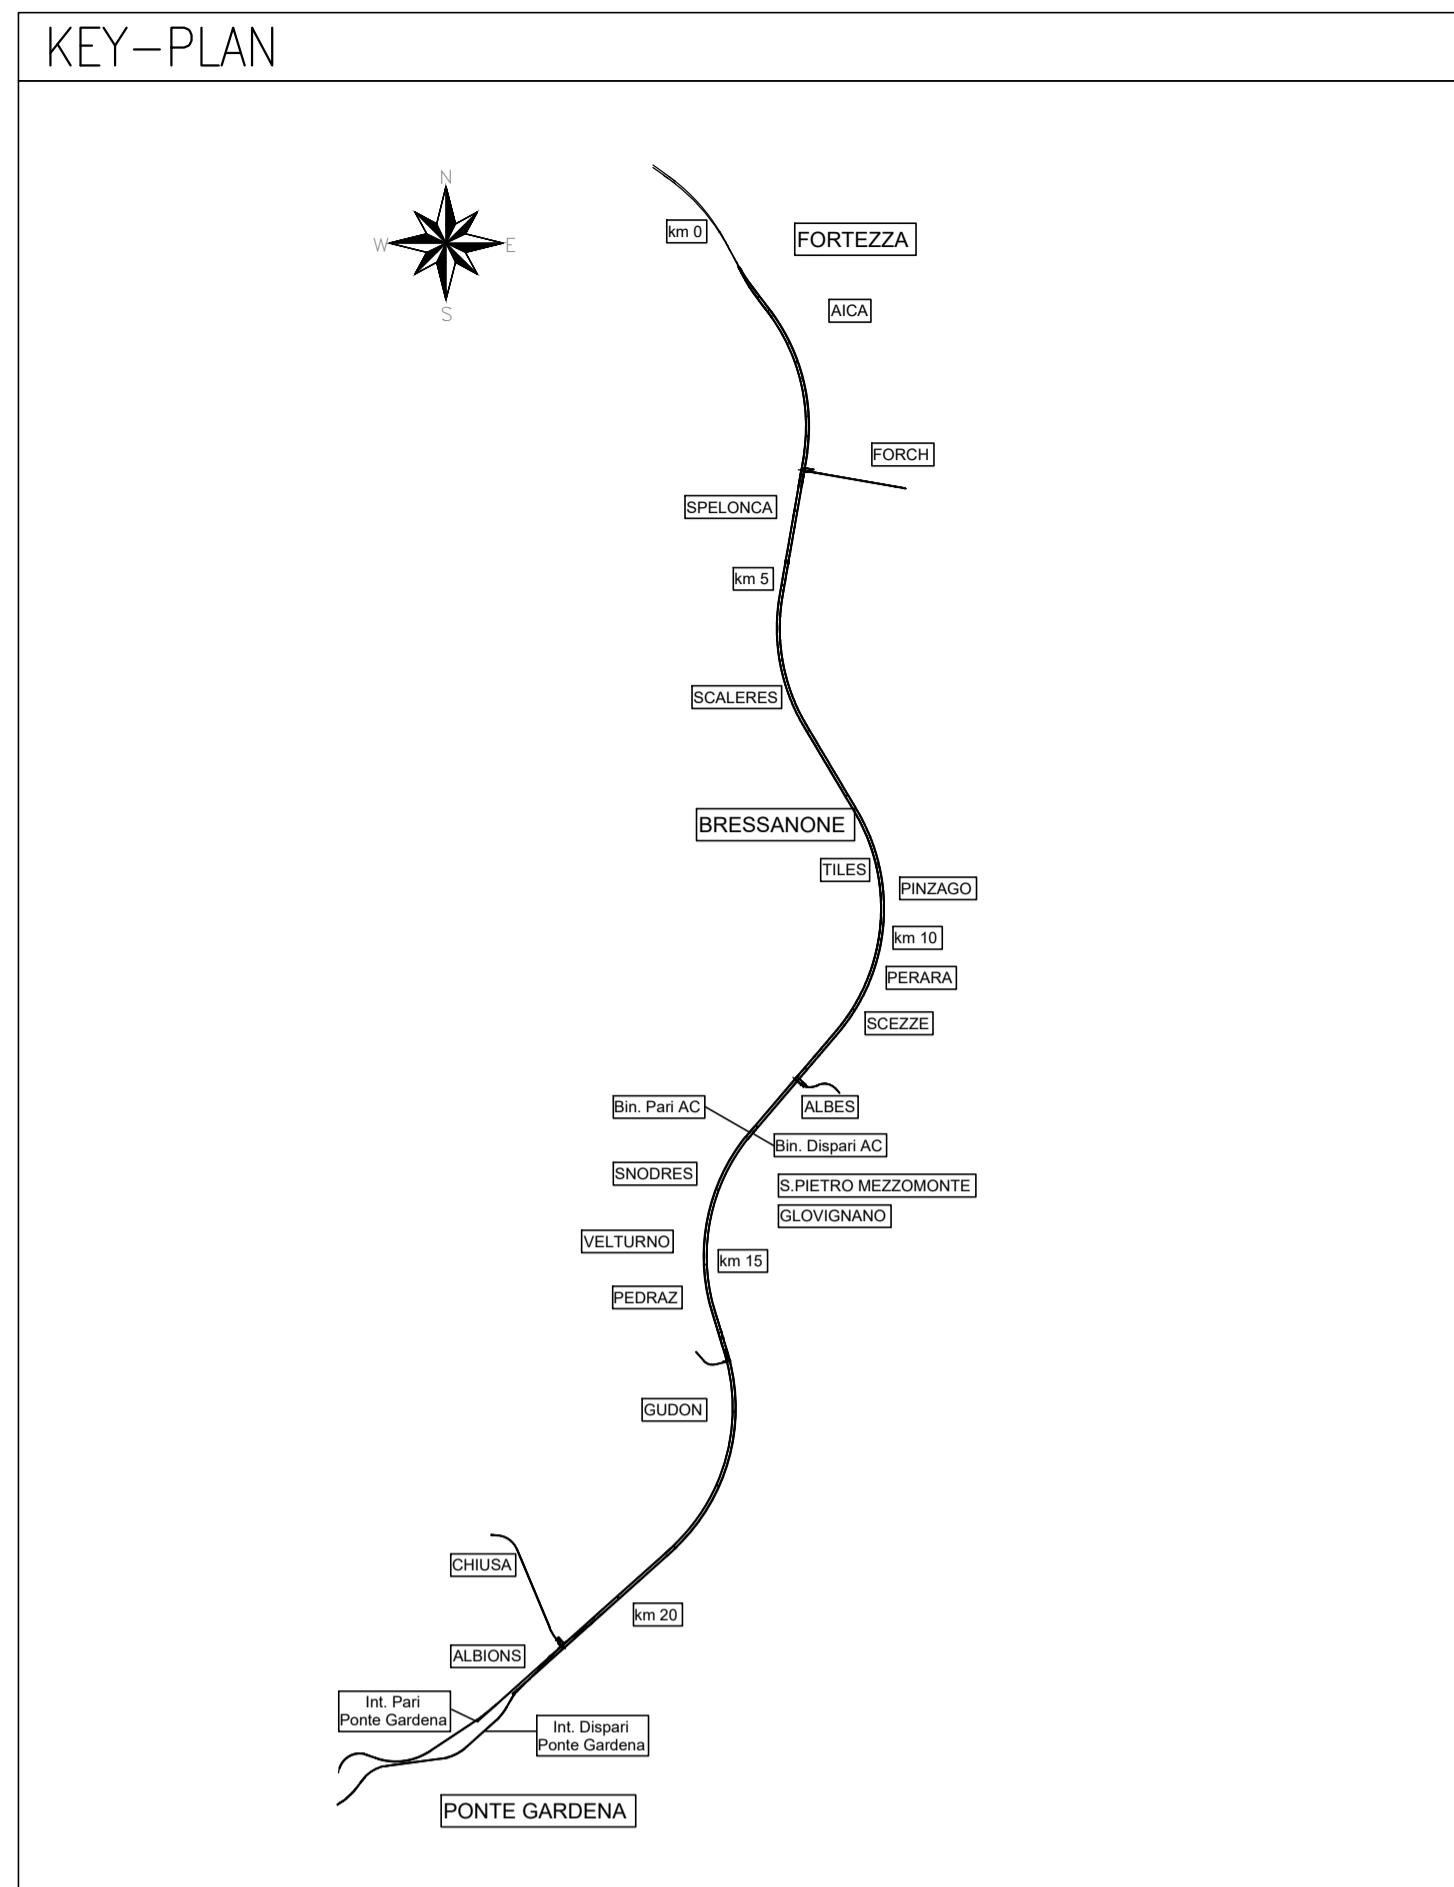 KEY-PLAN
N
W
E
S
km 0
FORTEZZA
AICA
FORCH
SPELONCA
km 5
SCALERES
BRESSANONE
TILES
PINZAGO
km 10
PERARA
SCEZZE
Bin. Pari AC
ALBES
Bin. Dispari AC
SNODRES
S.PIETRO MEZZOMONTE
GLOVIGNANO
VELTURNO
km 15
PEDRAZ
GUDON
CHIUSA
km 20
ALBIONS
Int. Pari
Ponte Gardena
Int. Dispari
Ponte Gardena
PONTE GARDENA